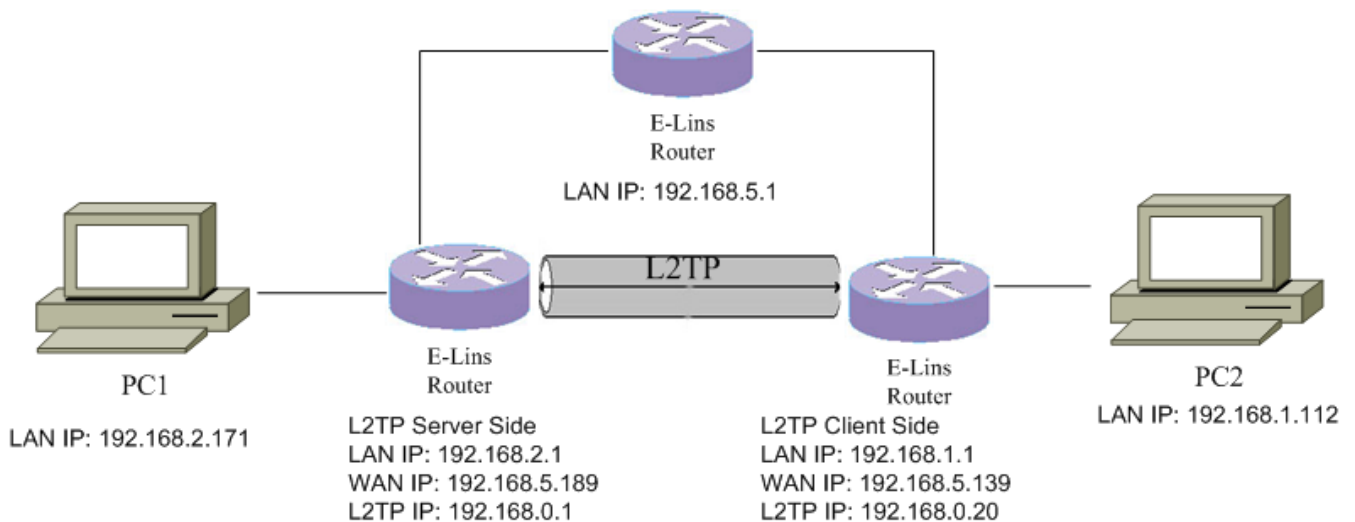 E-Lins
Router
LAN IP: 192.168.5.1
L2TP
PC1
LAN IP: 192.168.2.171
E-Lins
Router
L2TP Server Side
LAN IP: 192.168.2.1
WAN IP: 192.168.5.189
L2TP IP: 192.168.0.1
E-Lins
Router
L2TP Client Side
LAN IP: 192.168.1.1
WAN IP: 192.168.5.139
L2TP IP: 192.168.0.20
PC2
LAN IP: 192.168.1.112